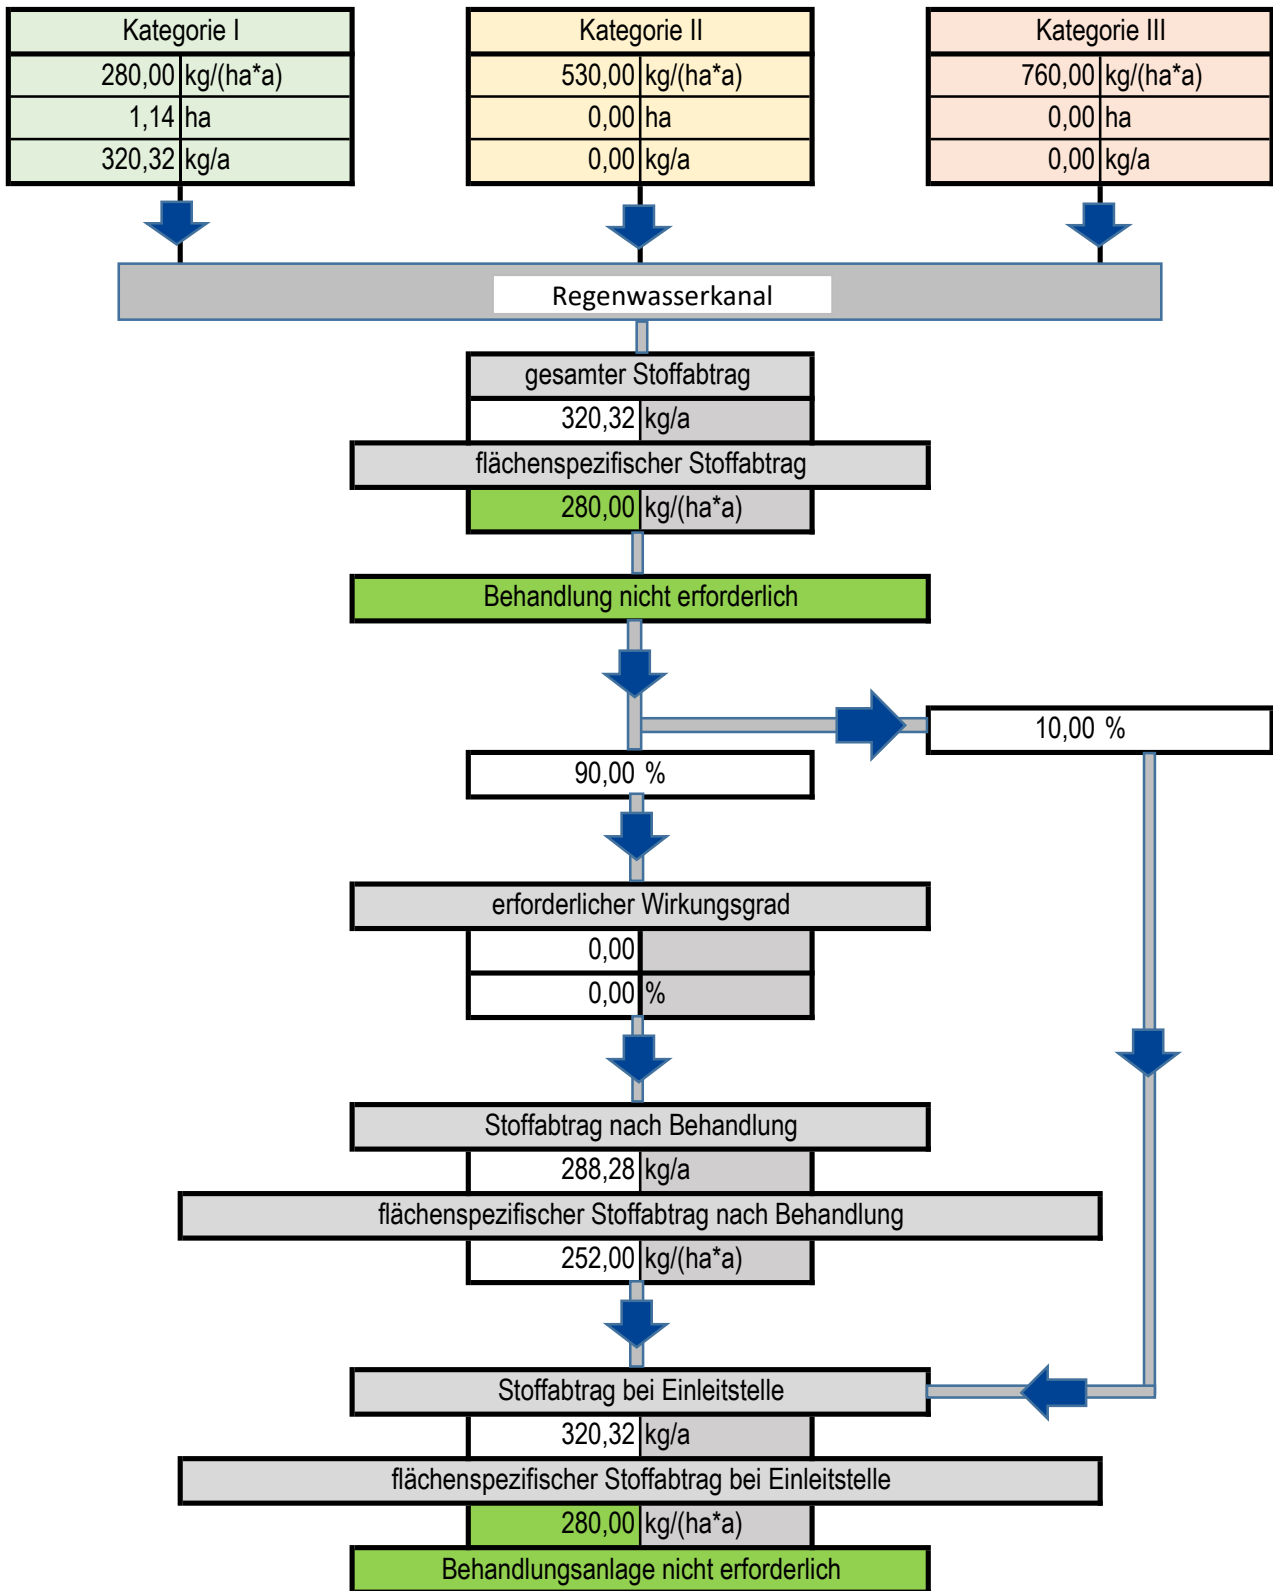 Kategorie I
280,00 kg/(ha*a)
1,14 ha
320,32 kg/a
Kategorie II
530,00 kg/(ha*a)
0,00 ha
0,00 kg/a
Kategorie III
760,00 kg/(ha*a)
0,00 ha
0,00 kg/a
Regenwasserkanal
gesamter Stoffabtrag
320,32 kg/a
flächenspezifischer Stoffabtrag
280,00 kg/(ha*a)
Behandlung nicht erforderlich
10,00 %
90,00 %
erforderlicher Wirkungsgrad
0,00
0,00 %
Stoffabtrag nach Behandlung
288,28 kg/a
flächenspezifischer Stoffabtrag nach Behandlung
252,00 kg/(ha*a)
Stoffabtrag bei Einleitstelle
320,32 kg/a
flächenspezifischer Stoffabtrag bei Einleitstelle
280,00 kg/(ha*a)
Behandlungsanlage nicht erforderlich